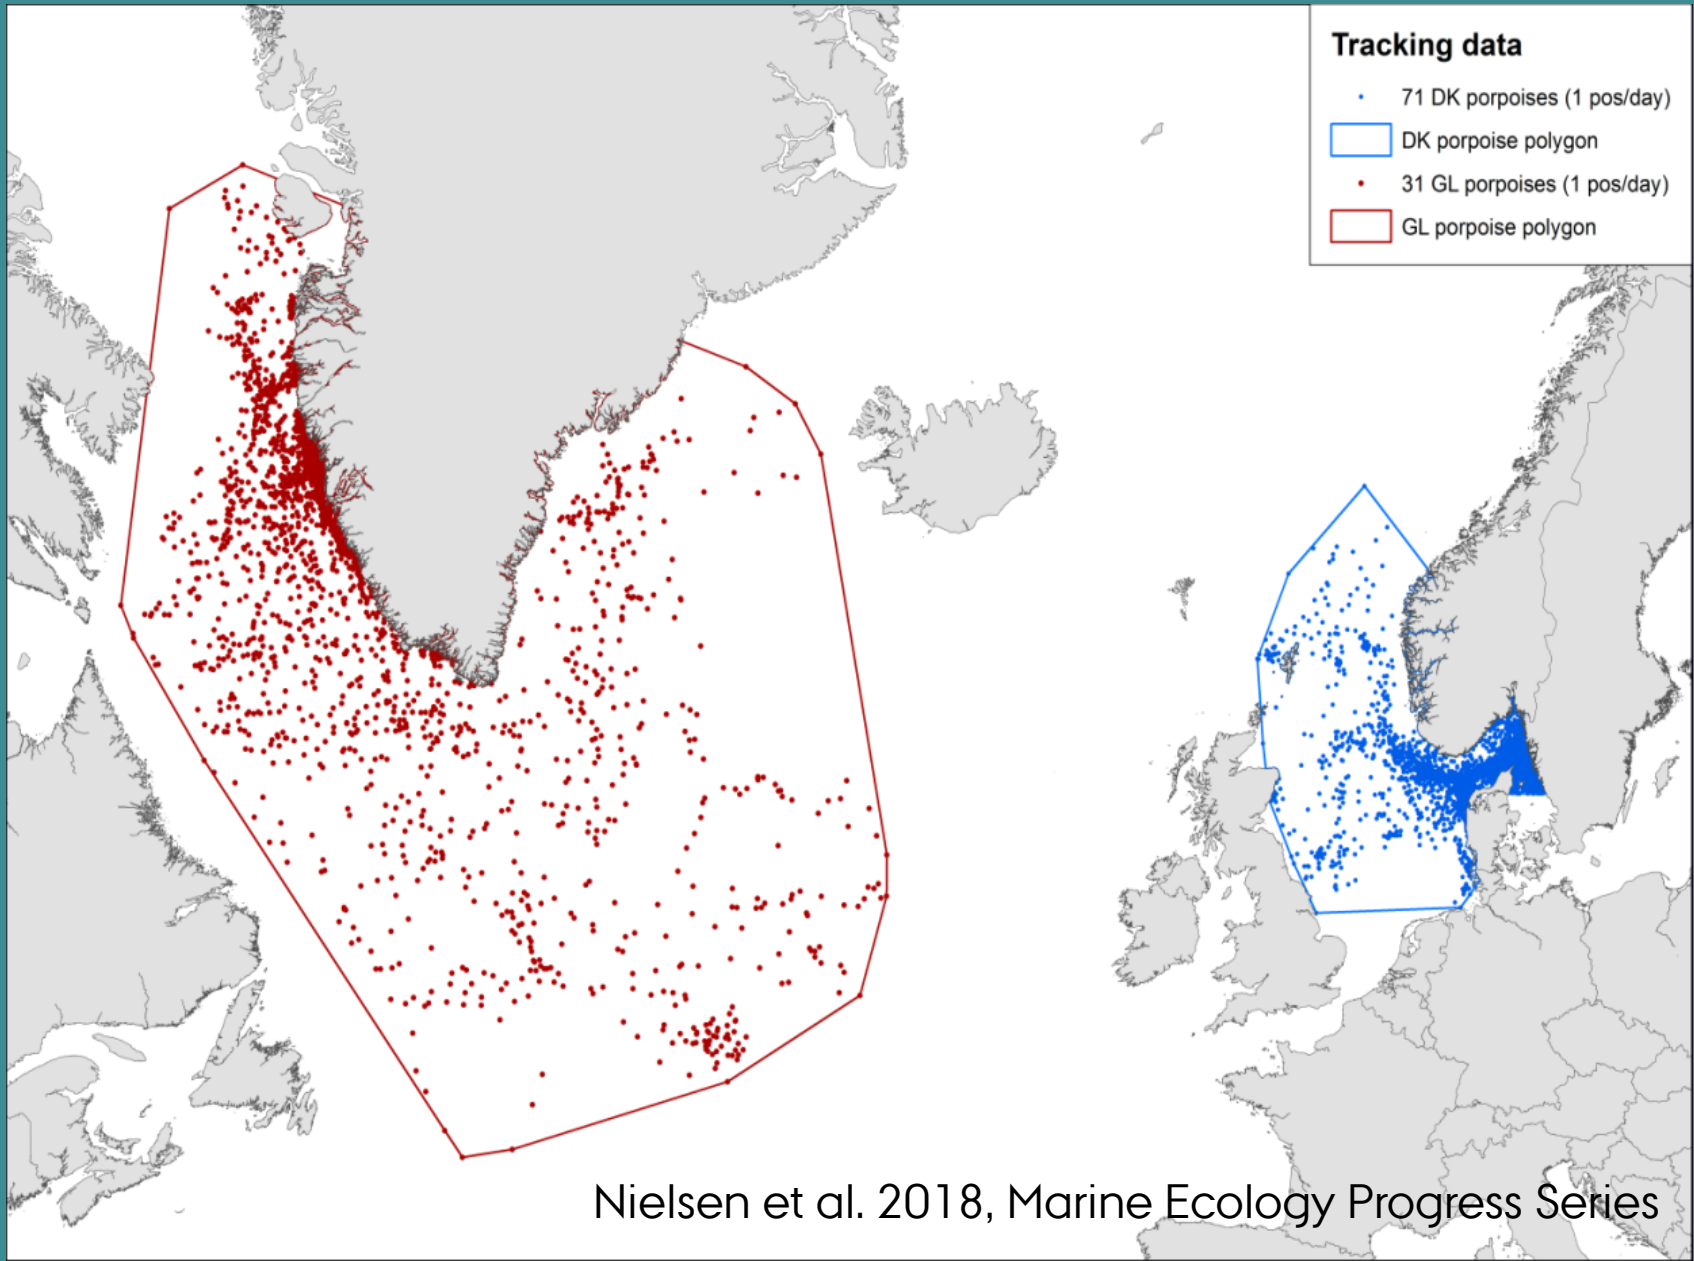 Tracking data
71 DK porpoises (1 pos/day)
DK porpoise polygon
31 GL porpoises (1 pos/day)
GL porpoise polygon
Nielsen et al. 2018, Marine Ecology Progress Series